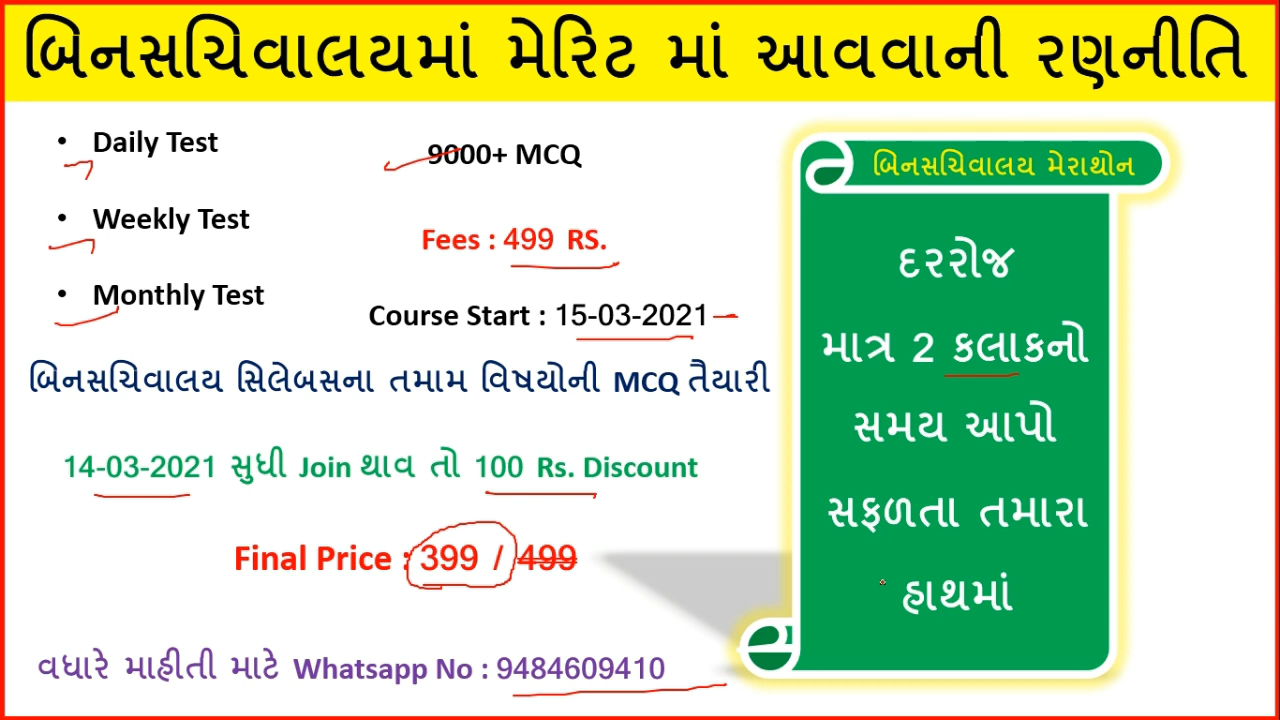 બિનસચિવાલયમાં મેરિટ માં આવવાની રણનીતિ
• Daily Test
• Weekly Test
• Monthly Test
9000+ MCQ
Fees : 499 RS.
Course Start : 15-03-2021
બિનસચિવાલય સિલેબસના તમામ વિષયોની MCQ તૈયારી
14-03-2021 સુધી Join થાવ તો 100 Rs. Discount
Final Price : 399 / 499
વધારે માહીતી માટે Whatsapp No : 9484609410
બિનસચિવાલય મેરાથોન
દરરોજ
માત્ર 2 કલાકનો
સમય આપો
સફળતા તમારા
હાથમાં